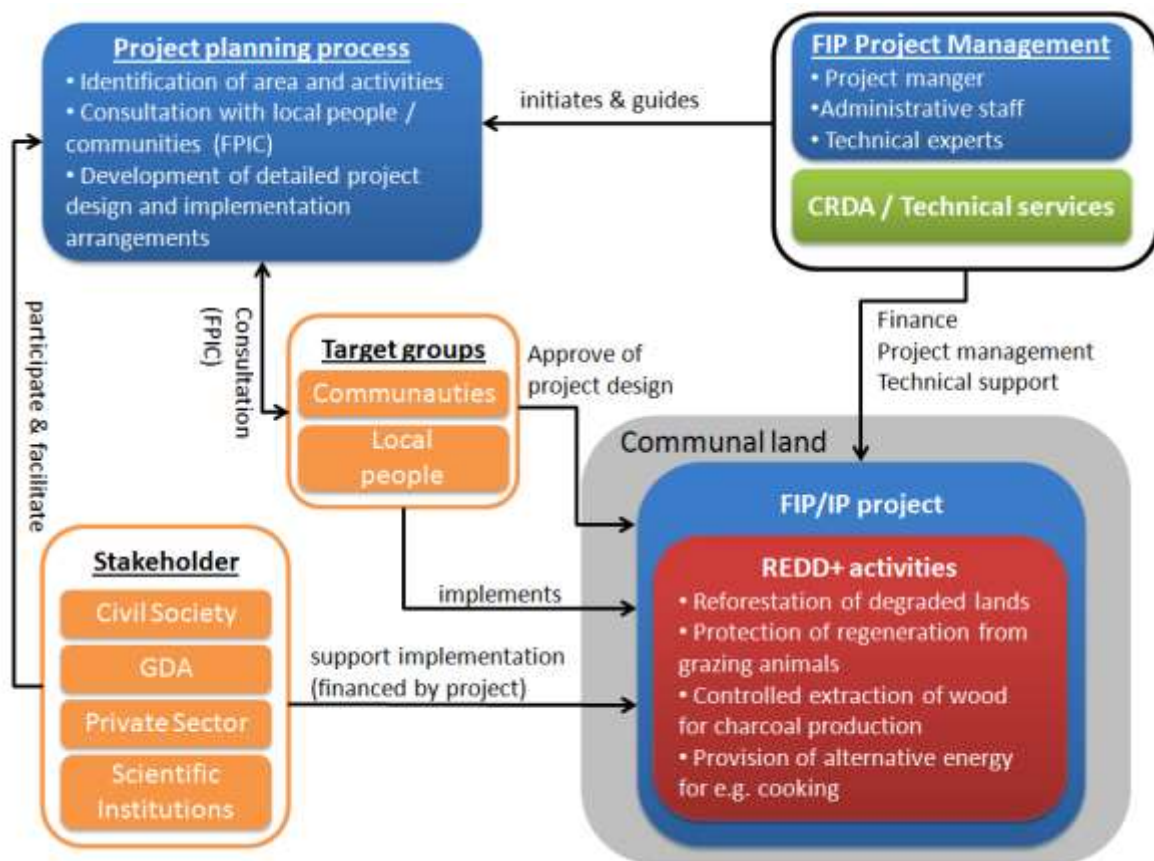 Project planning process
• Identification of area and activities
• Consultation with local people /
communities (FPIC)
• Development of detailed project
design and implementation
arrangements
initiates & guides
FIP Project Management
• Project manger
•Administrative staff
• Technical experts
CRDA / Technical services
participate & facilitate
Consultation
(FPIC)
Target groups
Communauties
Local
people
Approve of
project design
Finance
Project management
Technical support
Communal land
FIP/IP project
REDD+ activities
• Reforestation of degraded lands
• Protection of regeneration from
grazing animals
• Controlled extraction of wood
for charcoal production
• Provision of alternative energy
for e.g. cooking
implements
Stakeholder
Civil Society
GDA
Private Sector
Scientific
Institutions
support implementation
(financed by project)